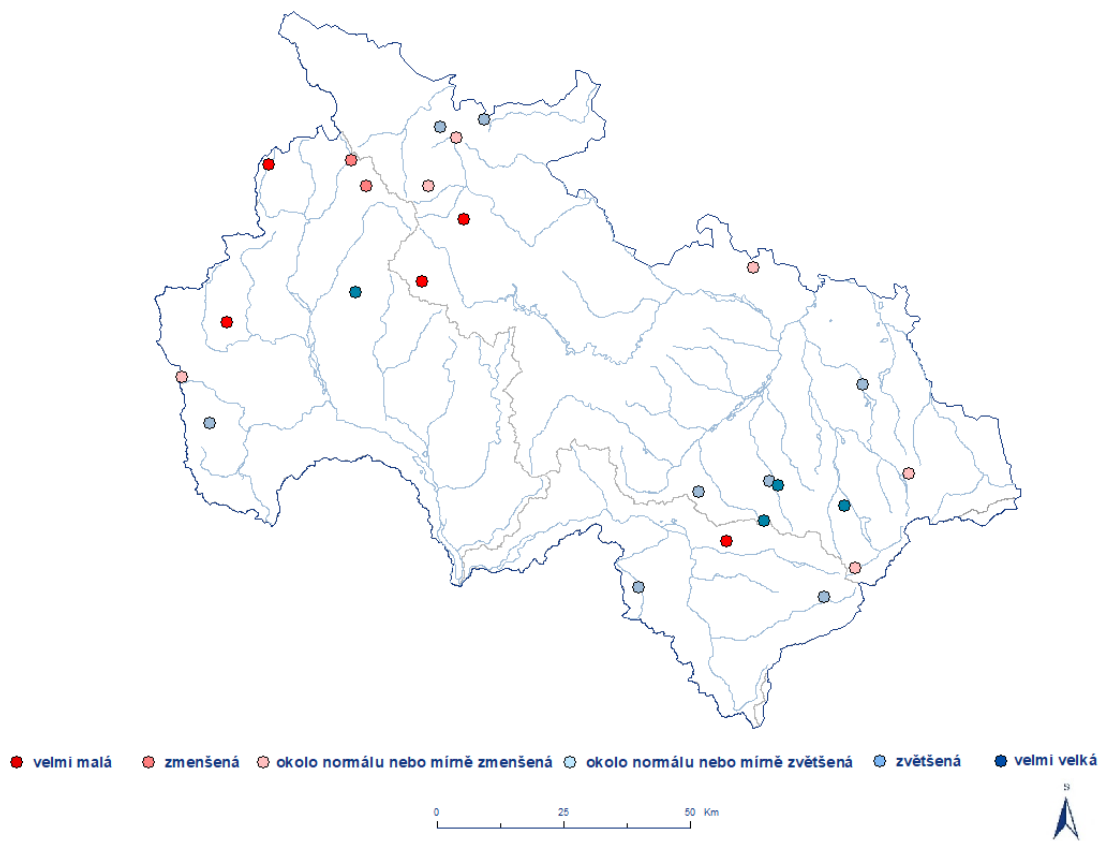 velmi malá zmenšená okolo normálu nebo mírně zmenšená okolo normálu nebo mírně zvětšená zvětšená velmi velká
0 25 50 Km
S